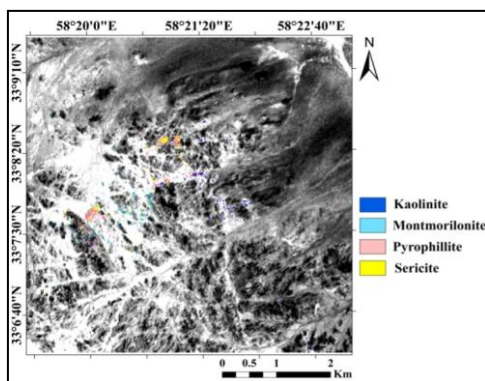 58°20'0"E 58°21'20"E 58°22'40"E
N
33°9'10"N
33°8'20"N
33°7'30"N
33°6'40"N
Kaolinite
Montmorilonite
Pyrophillite
Sericite
0 0.5 1 2
Km